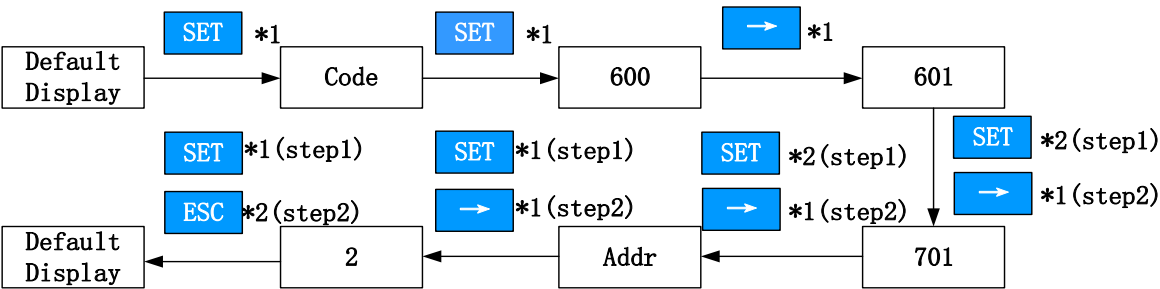 SET *1
SET *1
→ *1
Default
Display
Code
600
601
SET *1(step1)
SET *1(step1)
SET *2(step1)
SET *2(step1)
ESC *2(step2)
→ *1(step2)
→ *1(step2)
→ *1(step2)
Default
Display
2
Addr
701